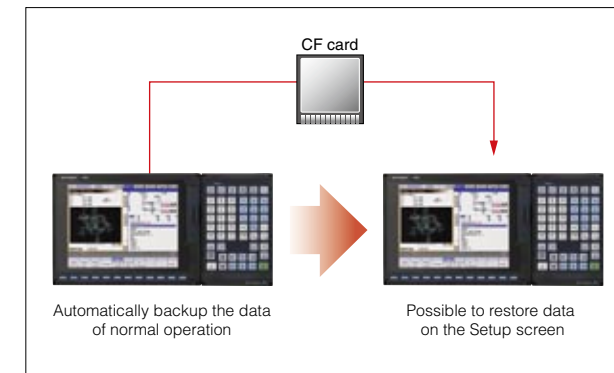 CF card
Automatically backup the data
of normal operation
Possible to restore data
on the Setup screen